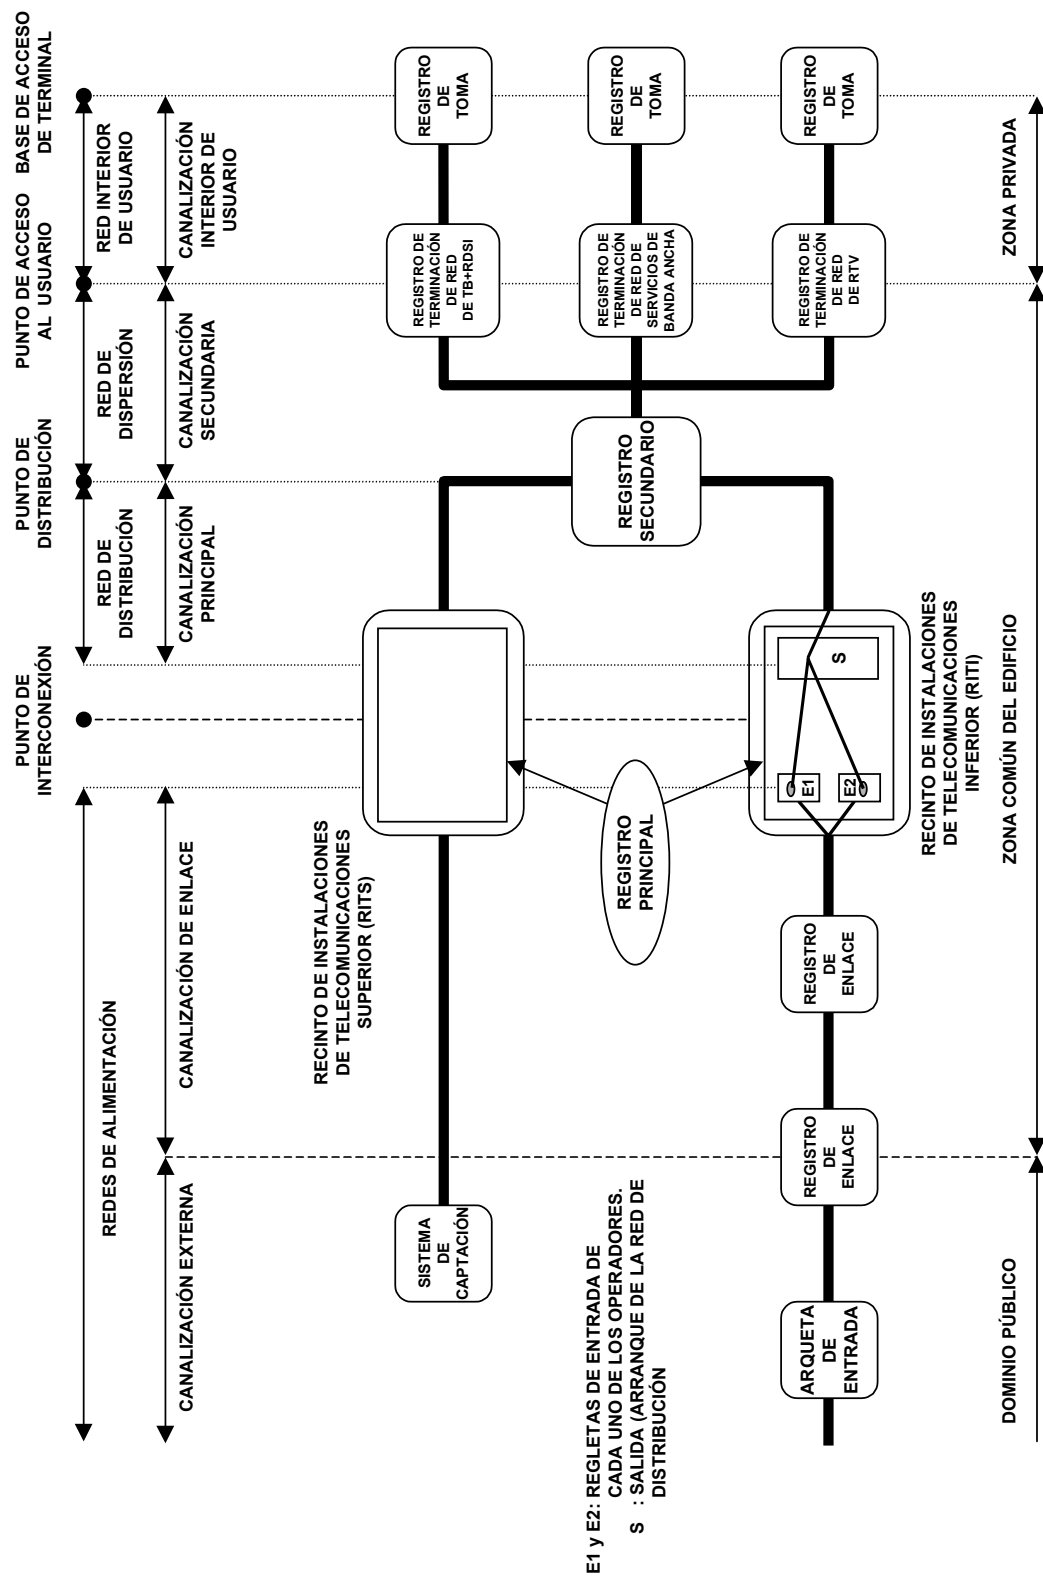 PUNTO DE
INTERCONEXIÓN
PUNTO DE
DISTRIBUCIÓN
PUNTO DE ACCESO
AL USUARIO
BASE DE ACCESO
DE TERMINAL
REDES DE ALIMENTACIÓN
RED DE
DISTRIBUCIÓN
RED DE
DISPERSIÓN
RED INTERIOR
DE USUARIO
CANALIZACIÓN EXTERNA
CANALIZACIÓN DE ENLACE
CANALIZACIÓN
PRINCIPAL
CANALIZACIÓN
SECUNDARIA
CANALIZACIÓN
INTERIOR DE
USUARIO
SISTEMA
DE
CAPTACIÓN
RECINTO DE INSTALACIONES
DE TELECOMUNICACIONES
SUPERIOR (RITS)
REGISTRO DE
TERMINACIÓN
DE RED
DE TB+RDSI
REGISTRO
DE
TOMA
REGISTRO
PRINCIPAL
REGISTRO
SECUNDARIO
REGISTRO DE
TERMINACIÓN
DE RED DE
SERVICIOS DE
BANDA ANCHA
REGISTRO
DE
TOMA
E1 y E2: REGLETAS DE ENTRADA DE
CADA UNO DE LOS OPERADORES.
S : SALIDA (ARRANQUE DE LA RED DE
DISTRIBUCIÓN
ARQUETA
DE
ENTRADA
REGISTRO
DE
ENLACE
REGISTRO
DE
ENLACE
E1
E2
S
REGISTRO DE
TERMINACIÓN
DE RED
DE RTV
REGISTRO
DE
TOMA
RECINTO DE INSTALACIONES
DE TELECOMUNICACIONES
INFERIOR (RITI)
DOMINIO PÚBLICO
ZONA COMÚN DEL EDIFICIO
ZONA PRIVADA